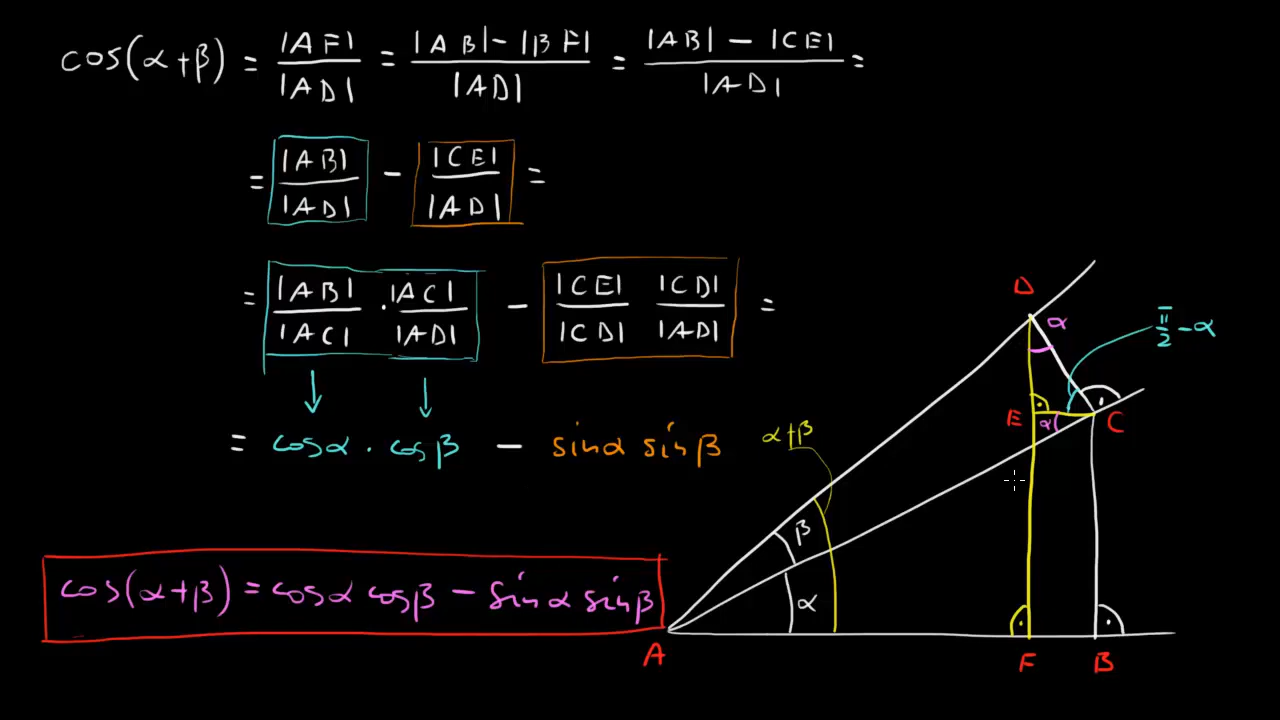 cos(α+β) = |AF|/|AD| = (|AB| − |BF|)/|AD| = (|AB| − |CE|)/|AD| =
= |AB|/|AD| − |CE|/|AD| =
= |AB|/|AC| · |AC|/|AD| − |CE|/|CD| |CD|/|AD| =
= cosα · cosβ − sinα sinβ
cos(α+β) = cosα cosβ − sinα sinβ
D
α
π/2 − α
E
α
C
α+β
β
α
A
F
B